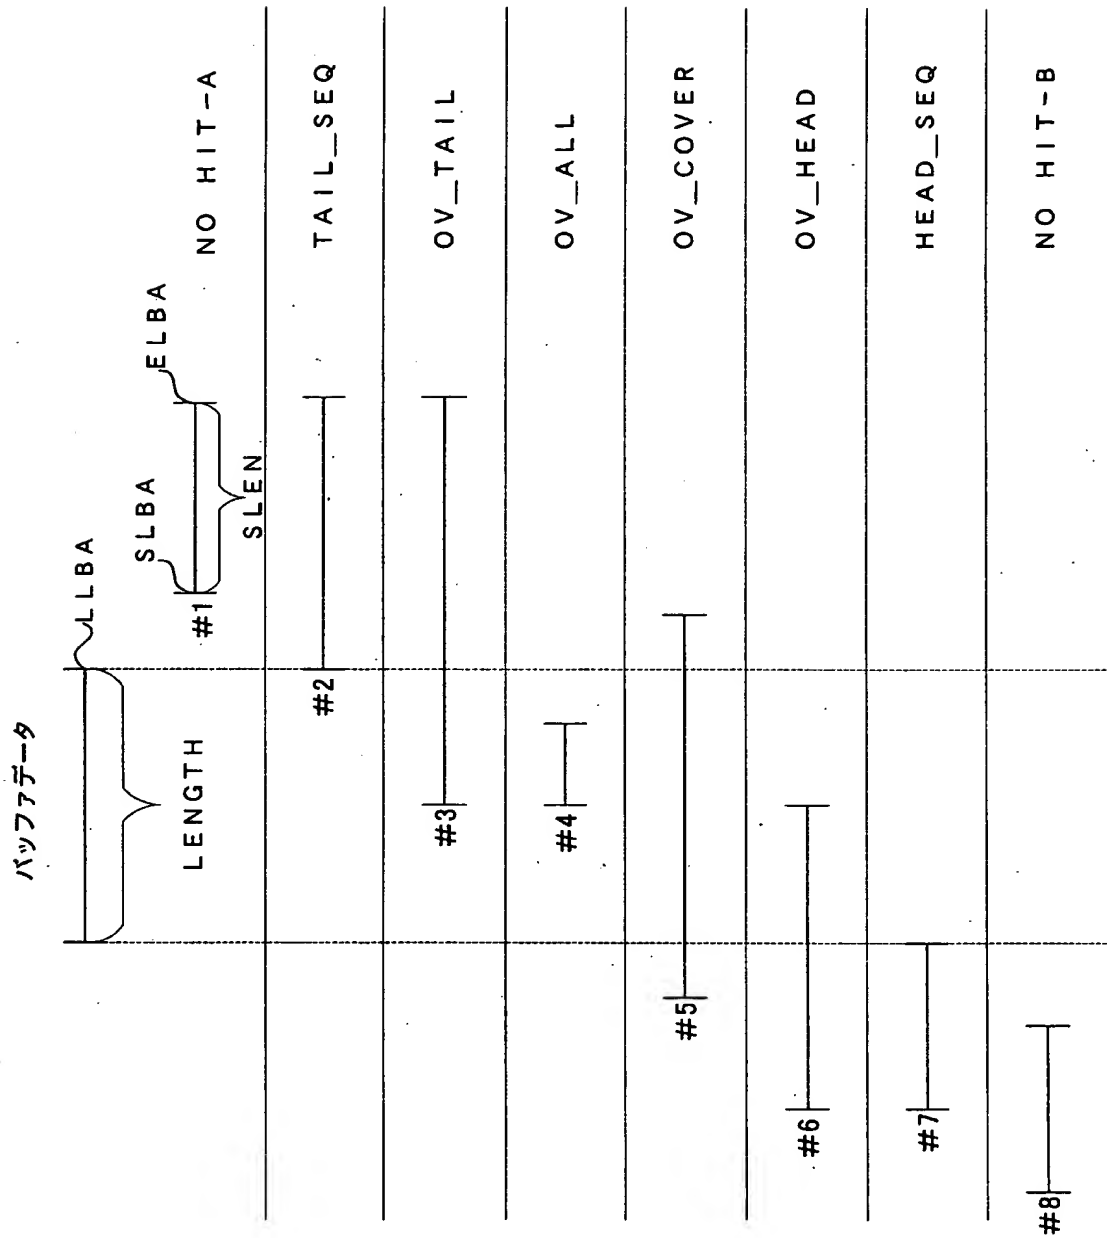 バッファデータ
LLBA
LENGTH
SLBA
ELBA
SLEN
#1
NO HIT-A
#2
TAIL_SEQ
#3
OV_TAIL
#4
OV_ALL
#5
OV_COVER
#6
OV_HEAD
#7
HEAD_SEQ
#8
NO HIT-B